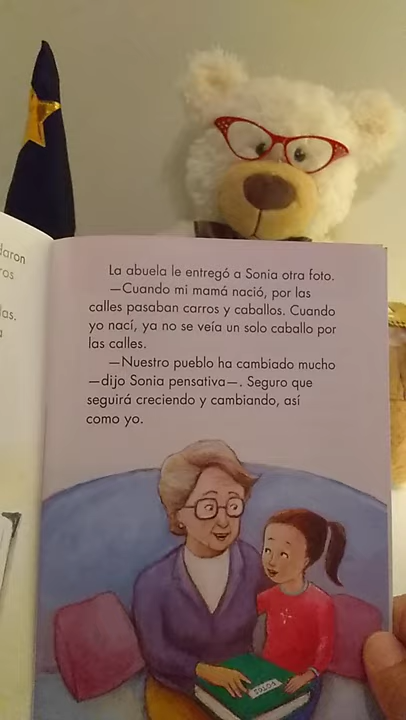 La abuela le entregó a Sonia otra foto.
—Cuando mi mamá nació, por las
calles pasaban carros y caballos. Cuando
yo nací, ya no se veía un solo caballo por
las calles.
—Nuestro pueblo ha cambiado mucho
—dijo Sonia pensativa—. Seguro que
seguirá creciendo y cambiando, así
como yo.